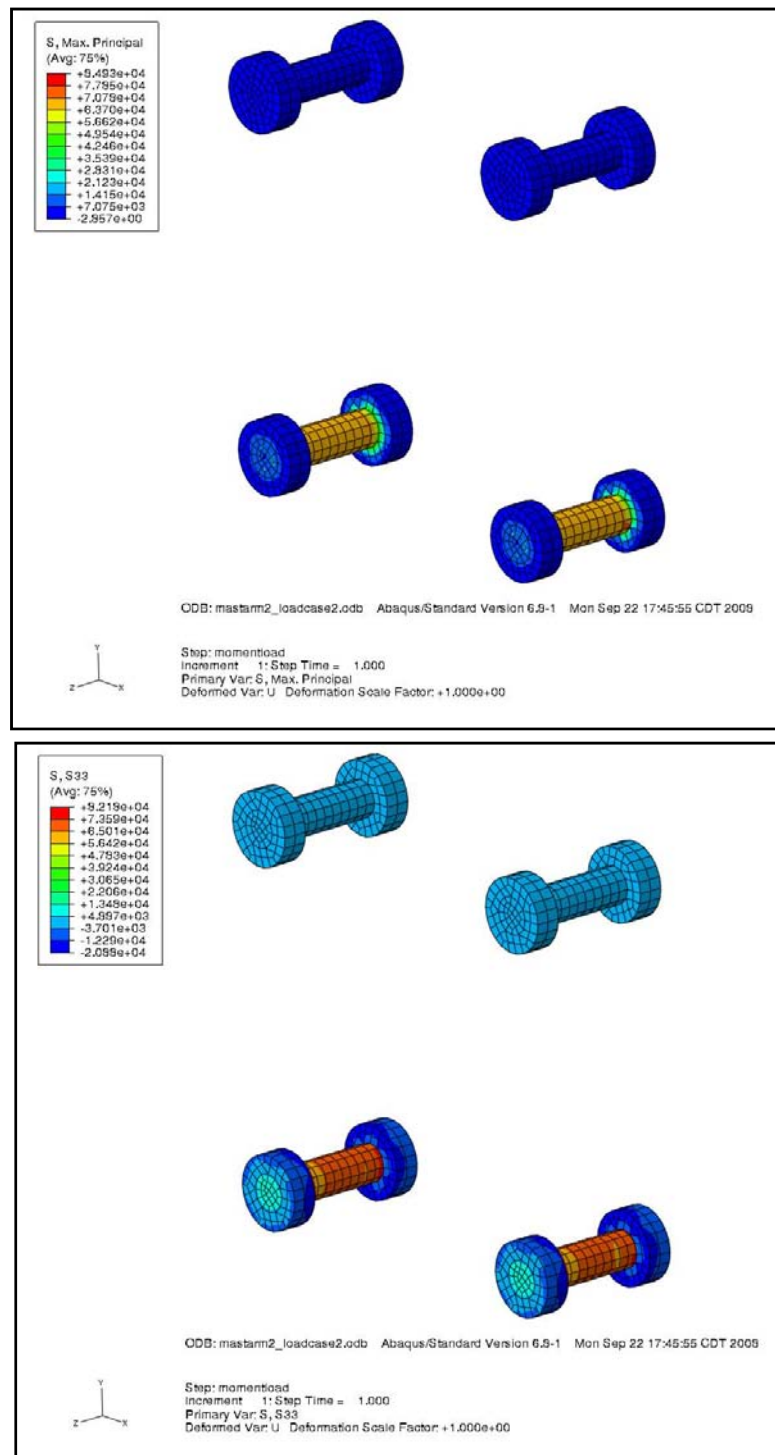 S, Max. Principal
(Avg: 75%)
+8.493e+04
+7.785e+04
+7.078e+04
+6.370e+04
+5.662e+04
+4.954e+04
+4.246e+04
+3.539e+04
+2.831e+04
+2.123e+04
+1.415e+04
+7.075e+03
-2.957e+00
ODB: mastarm2_loadcase2.odb Abaqus/Standard Version 6.8-1 Mon Sep 22 17:45:55 CDT 2008
Step: momentload
Increment 1: Step Time = 1.000
Primary Var: S, Max. Principal
Deformed Var: U Deformation Scale Factor: +1.000e+00
Y
Z X
S, S33
(Avg: 75%)
+8.218e+04
+7.359e+04
+6.501e+04
+5.642e+04
+4.783e+04
+3.924e+04
+3.065e+04
+2.206e+04
+1.348e+04
+4.887e+03
-3.701e+03
-1.229e+04
-2.088e+04
ODB: mastarm2_loadcase2.odb Abaqus/Standard Version 6.8-1 Mon Sep 22 17:45:55 CDT 2008
Step: momentload
Increment 1: Step Time = 1.000
Primary Var: S, S33
Deformed Var: U Deformation Scale Factor: +1.000e+00
Y
Z X